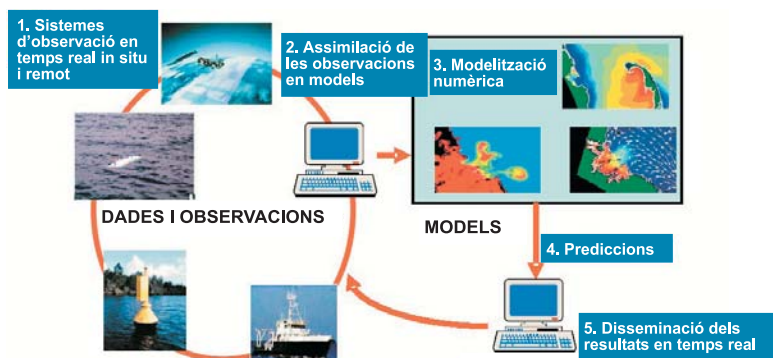 1. Sistemes
d'observació en
temps real in situ
i remot
2. Assimilació de
les observacions
en models
3. Modelització
numèrica
DADES I OBSERVACIONS
MODELS
4. Prediccions
5. Disseminació dels
resultats en temps real